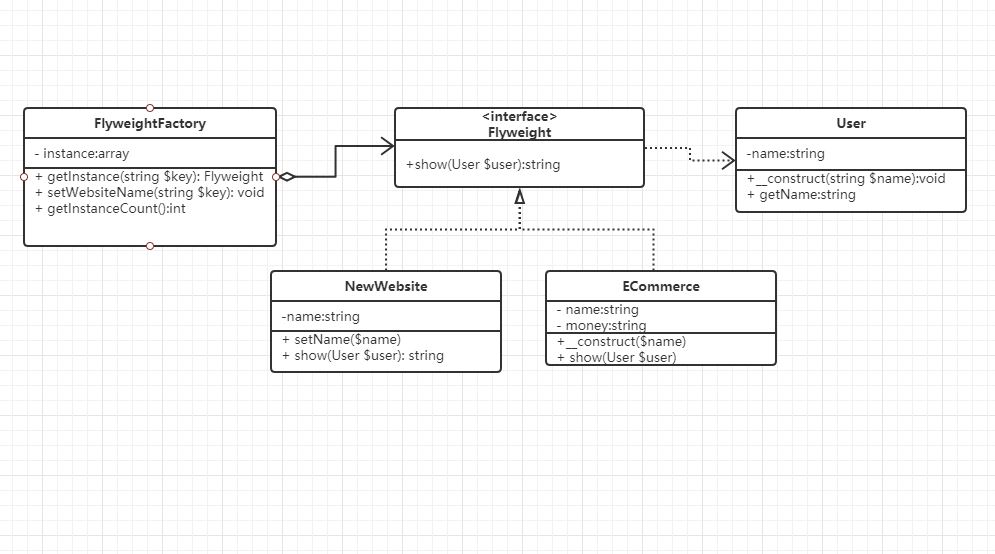 FlyweightFactory
- instance:array
+ getInstance(string $key): Flyweight
+ setWebsiteName(string $key): void
+ getInstanceCount():int
<interface>
Flyweight
+show(User $user):string
User
-name:string
+__construct(string $name):void
+ getName:string
NewWebsite
-name:string
+ setName($name)
+ show(User $user): string
ECommerce
- name:string
- money:string
+__construct($name)
+ show(User $user)